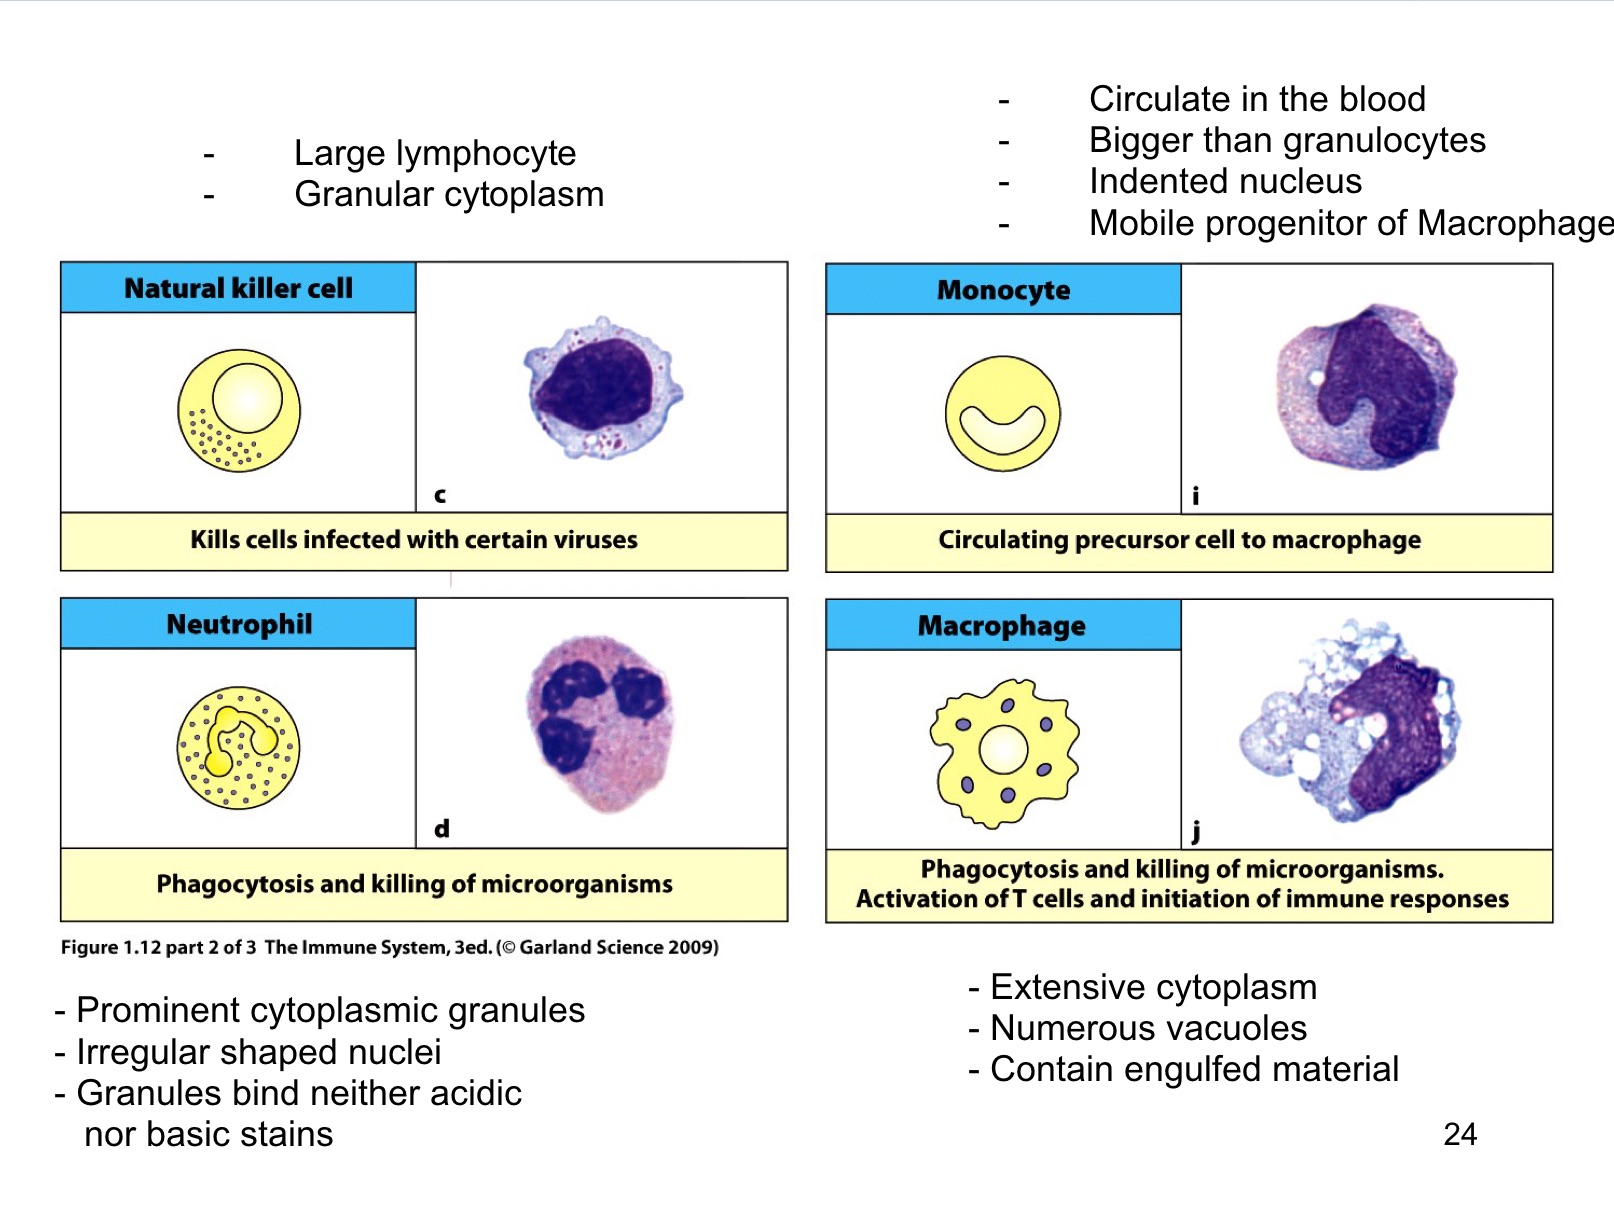 - Large lymphocyte
- Granular cytoplasm
- Circulate in the blood
- Bigger than granulocytes
- Indented nucleus
- Mobile progenitor of Macrophage
Natural killer cell
c
Kills cells infected with certain viruses
Monocyte
i
Circulating precursor cell to macrophage
Neutrophil
d
Phagocytosis and killing of microorganisms
Macrophage
j
Phagocytosis and killing of microorganisms.
Activation of T cells and initiation of immune responses
Figure 1.12 part 2 of 3 The Immune System, 3ed. (© Garland Science 2009)
- Prominent cytoplasmic granules
- Irregular shaped nuclei
- Granules bind neither acidic
nor basic stains
- Extensive cytoplasm
- Numerous vacuoles
- Contain engulfed material
24